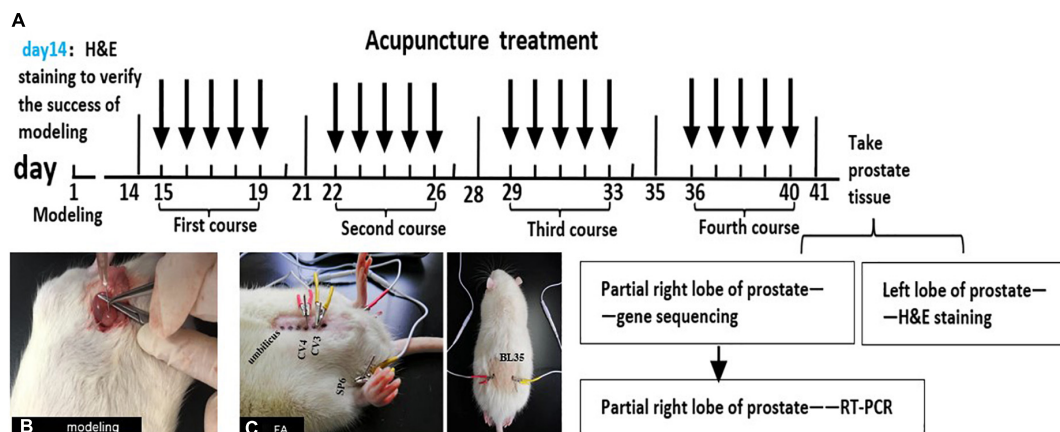 A
day14: H&E
staining to verify
the success of
modeling
Acupuncture treatment
day
1 14 15 19 21 22 26 28 29 33 35 36 40 41
Modeling
First course
Second course
Third course
Fourth course
Take
prostate
tissue
Partial right lobe of prostate—
—gene sequencing
Left lobe of prostate—
—H&E staining
Partial right lobe of prostate——RT-PCR
B modeling
umbilicus
CV4
CV3
SP6
C EA
BL35